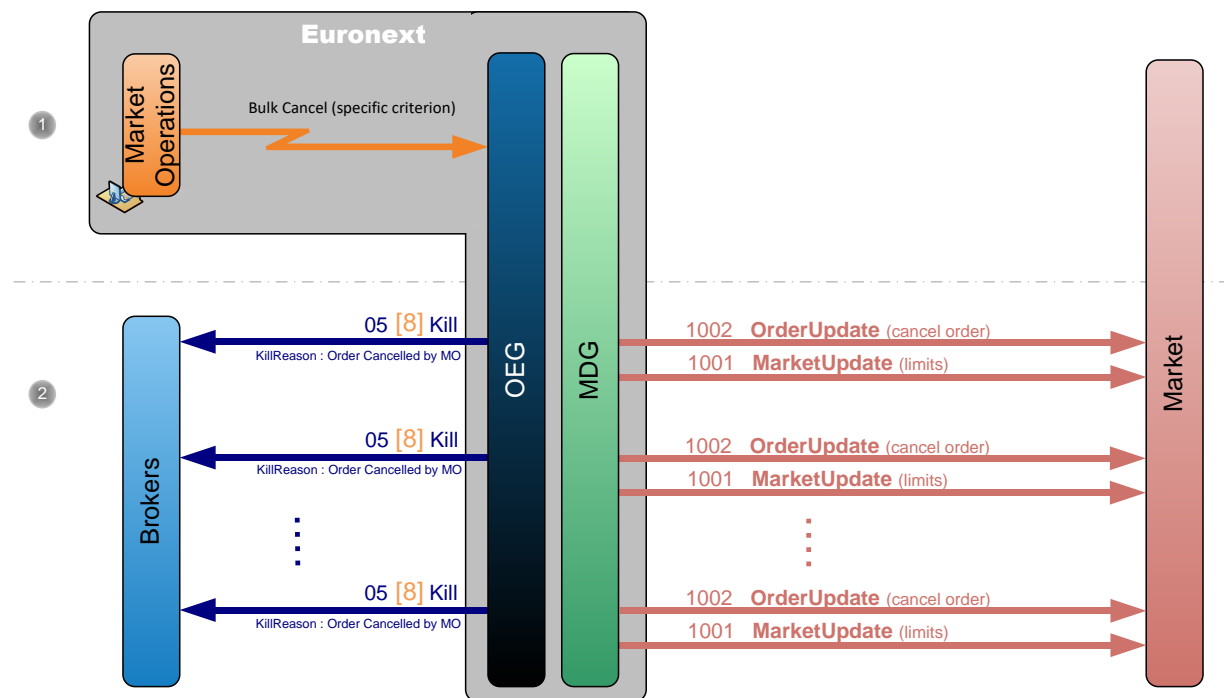 Euronext
Market
Operations
Bulk Cancel (specific criterion)
1
OEG
MDG
Market
Brokers
2
05 [8] Kill
KillReason : Order Cancelled by MO
1002 OrderUpdate (cancel order)
1001 MarketUpdate (limits)
05 [8] Kill
KillReason : Order Cancelled by MO
1002 OrderUpdate (cancel order)
1001 MarketUpdate (limits)
05 [8] Kill
KillReason : Order Cancelled by MO
1002 OrderUpdate (cancel order)
1001 MarketUpdate (limits)